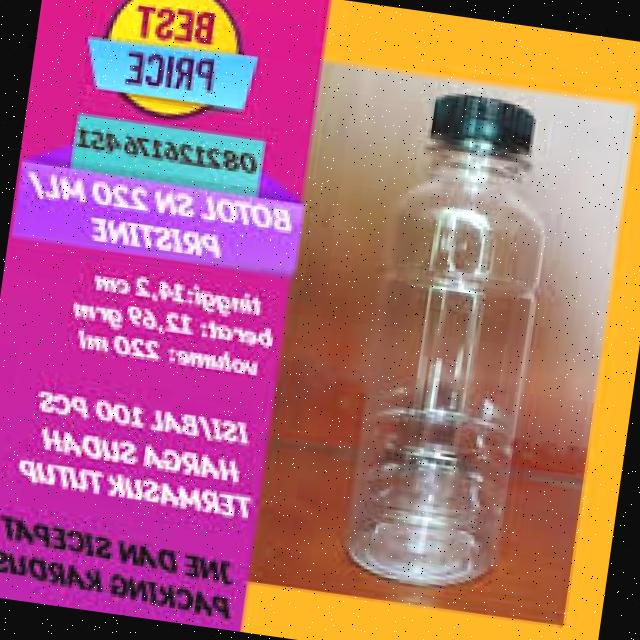 BEST
PRICE
082126176451
BOTOL SN 220 ML/
PRISTINE
tinggi:14,2 cm
berat: 12,69 grm
volume: 220 ml
ISI/BAL 100 PCS
HARGA SUDAH
TERMASUK TUTUP
JNE DAN SICEPAT
PACKING KARDUS